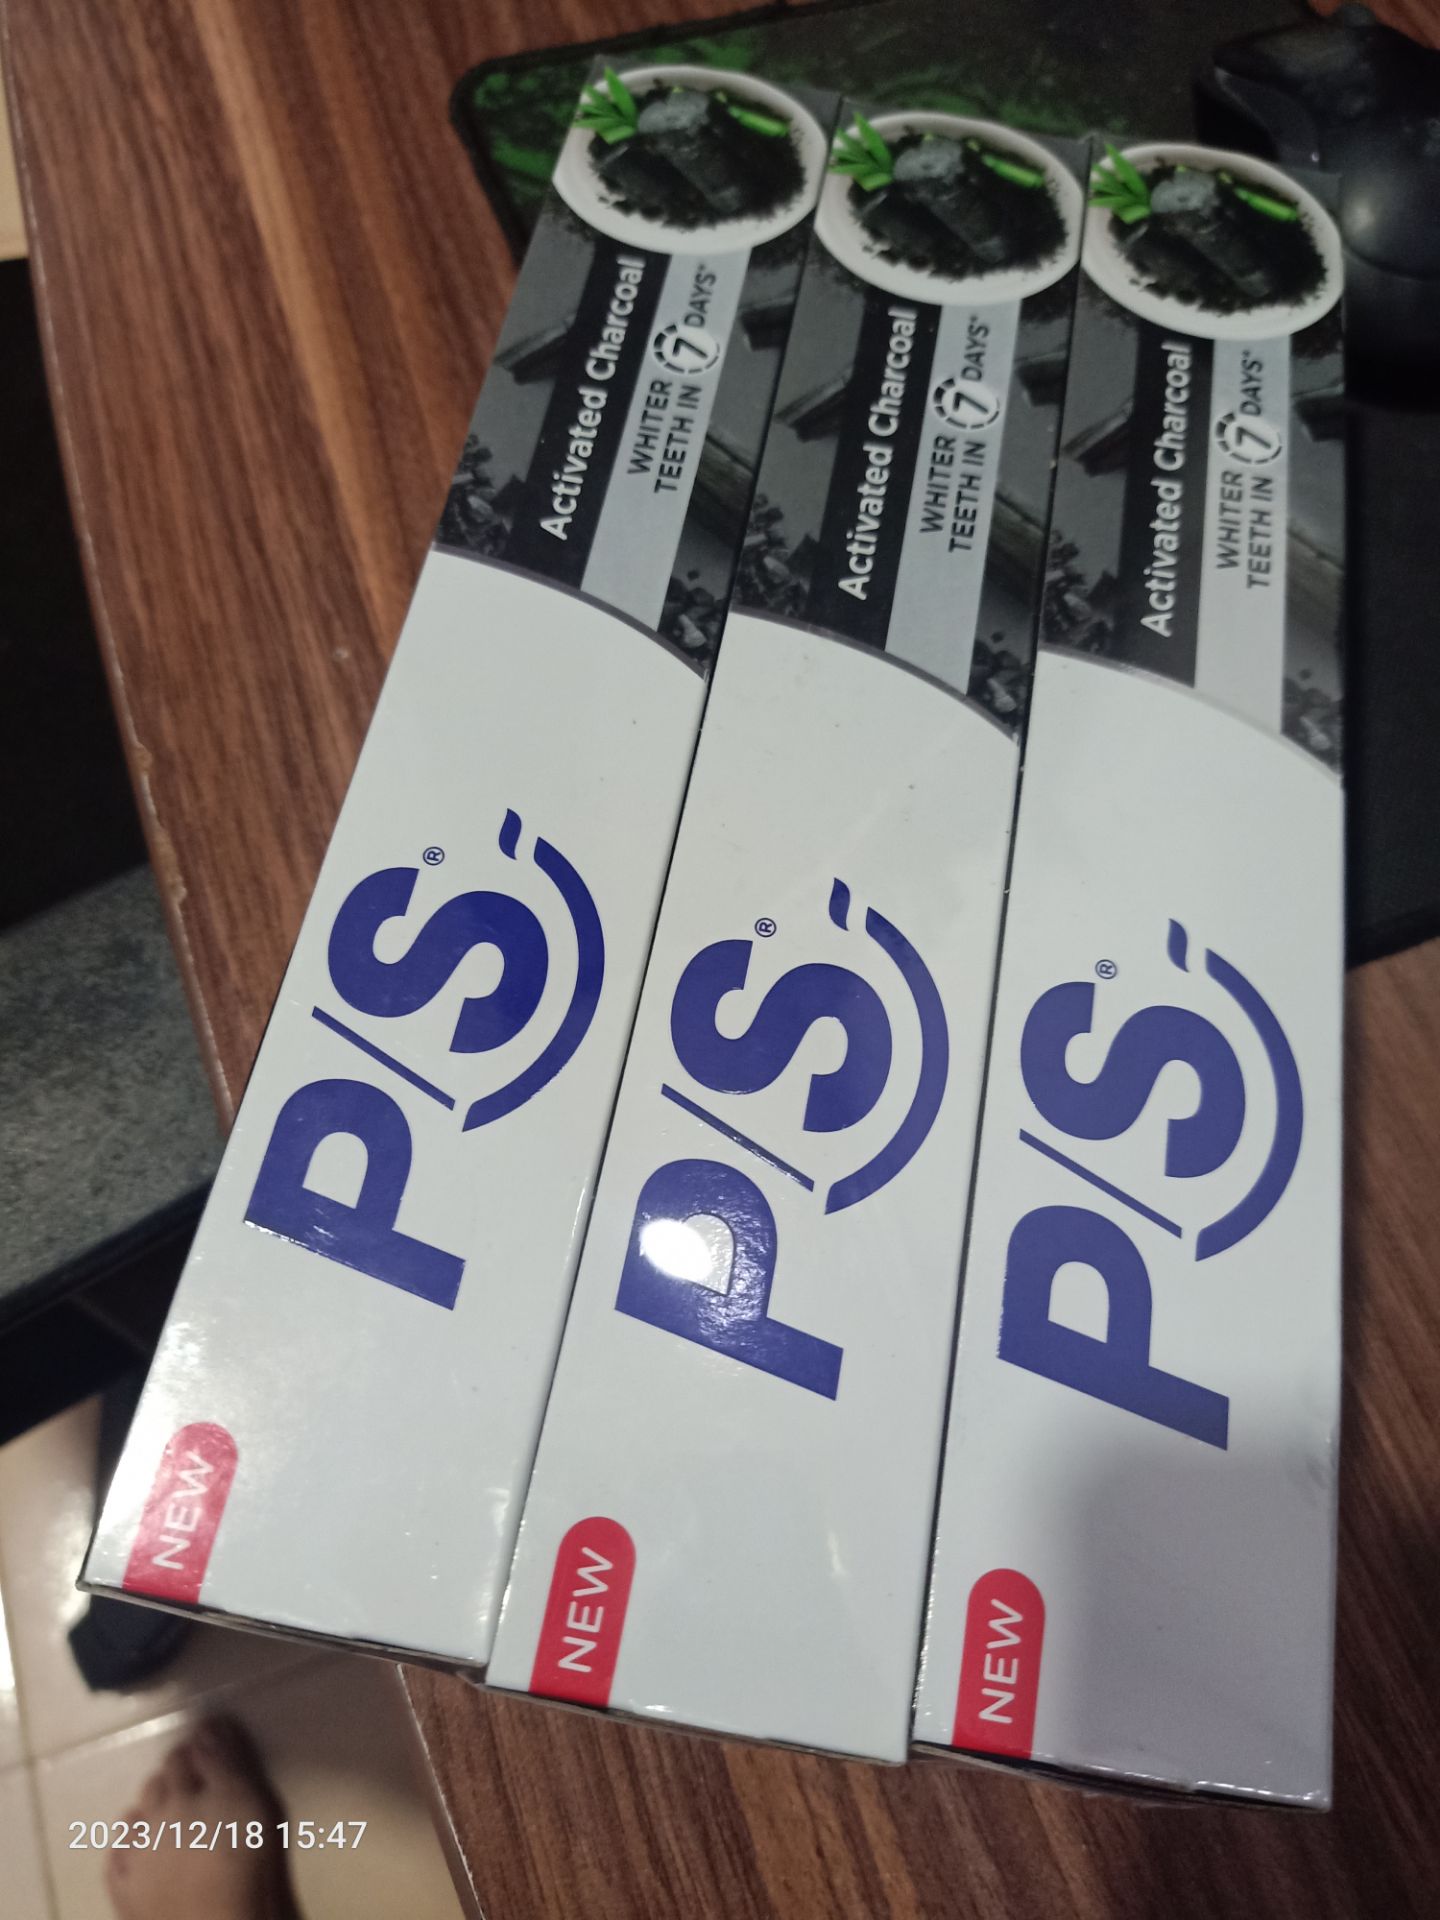 NEW
P/S®
Activated Charcoal
WHITER
TEETH IN 7 DAYS*
NEW
P/S®
Activated Charcoal
WHITER
TEETH IN 7 DAYS*
NEW
P/S®
Activated Charcoal
WHITER
TEETH IN 7 DAYS*
2023/12/18 15:47